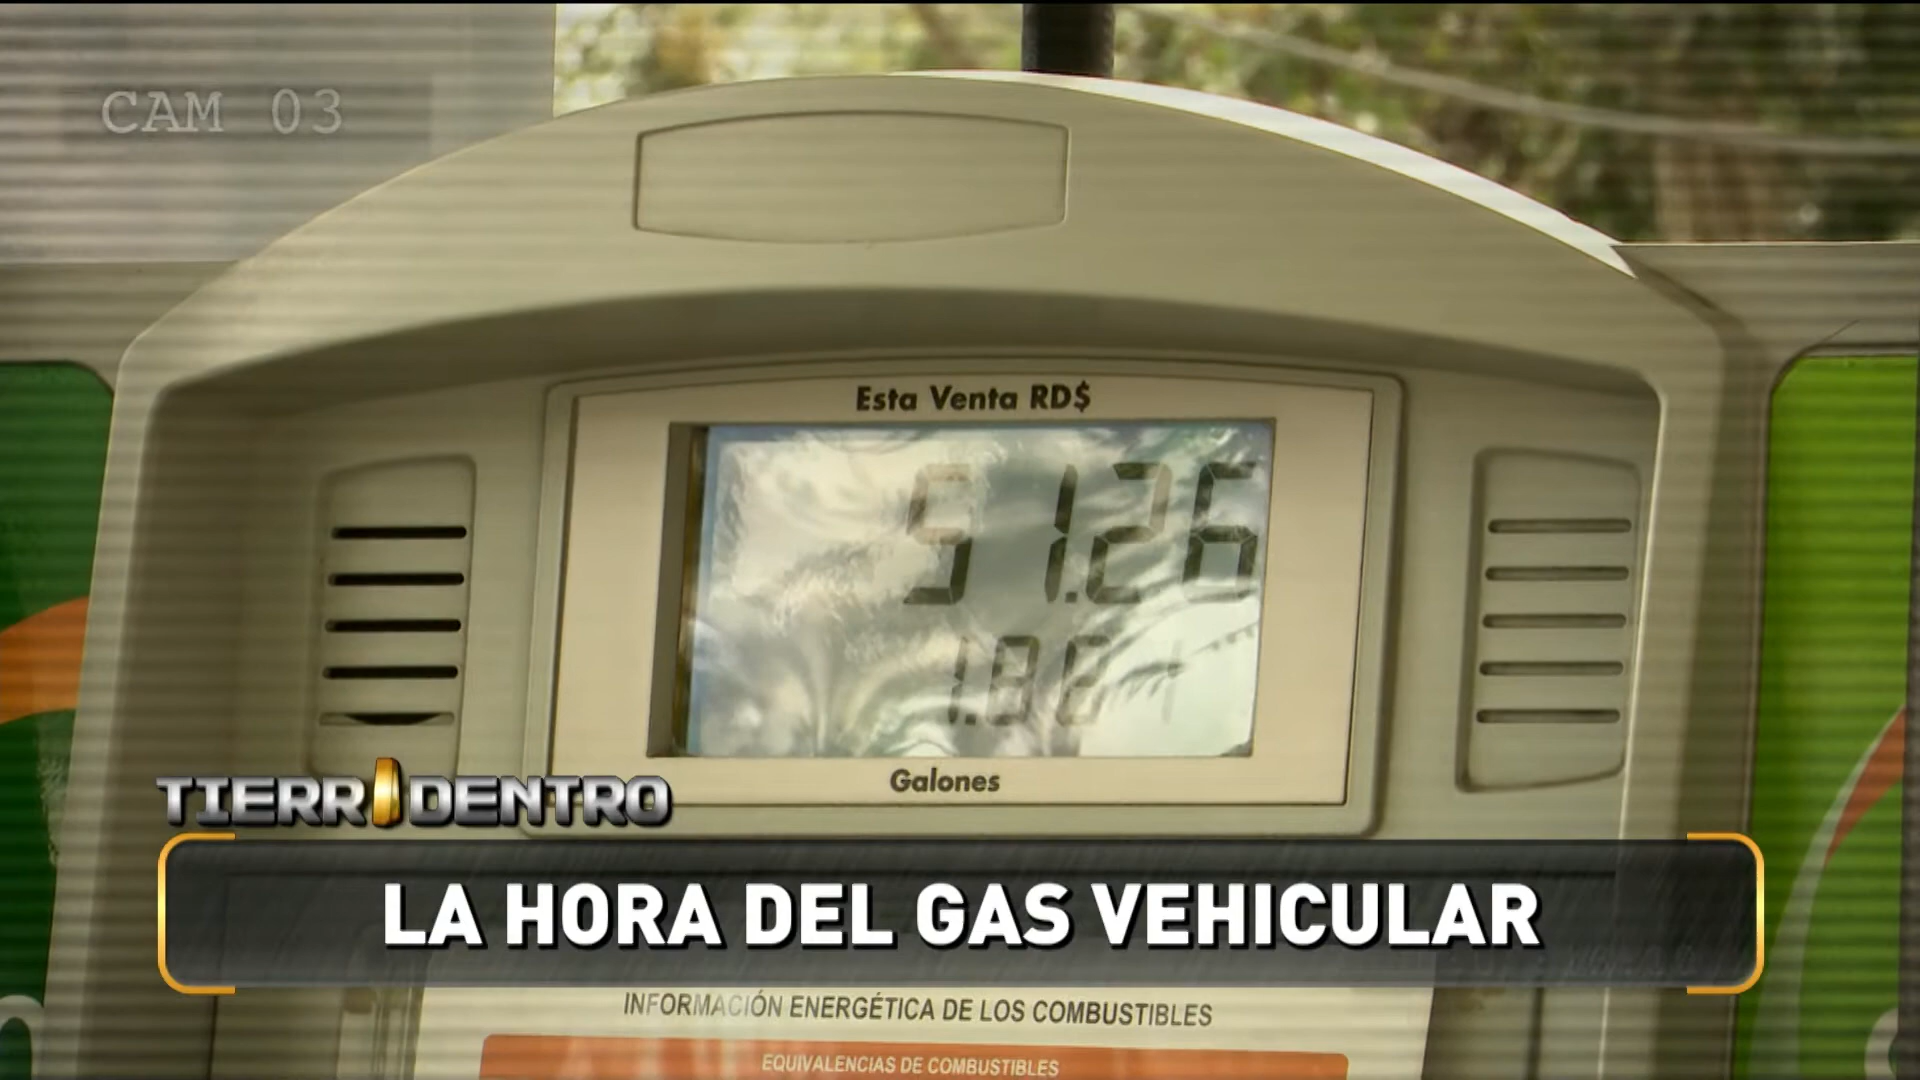 CAM 03
Esta Venta RD$
51.26
Galones
TIERRADENTRO
LA HORA DEL GAS VEHICULAR
INFORMACIÓN ENERGÉTICA DE LOS COMBUSTIBLES
EQUIVALENCIAS DE COMBUSTIBLES